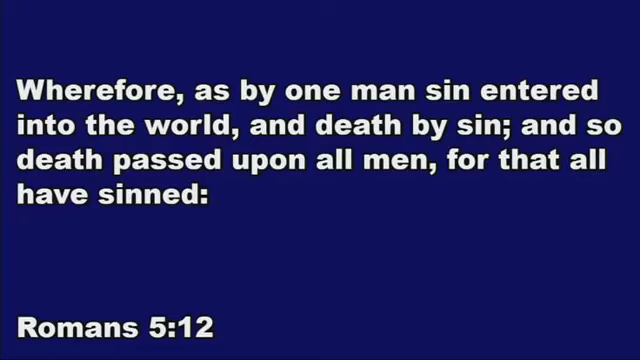 Wherefore, as by one man sin entered
into the world, and death by sin; and so
death passed upon all men, for that all
have sinned:
Romans 5:12